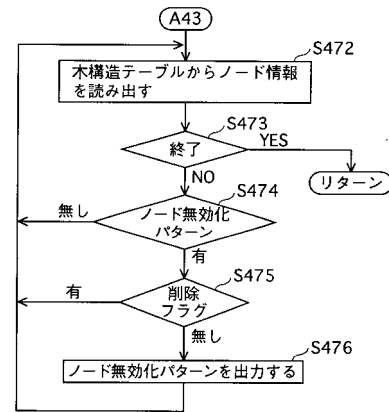 A43
S472
木構造テーブルからノード情報
を読み出す
S473
終了
YES
リターン
NO
S474
ノード無効化
パターン
無し
有
S475
削除
フラグ
有
無し
S476
ノード無効化パターンを出力する